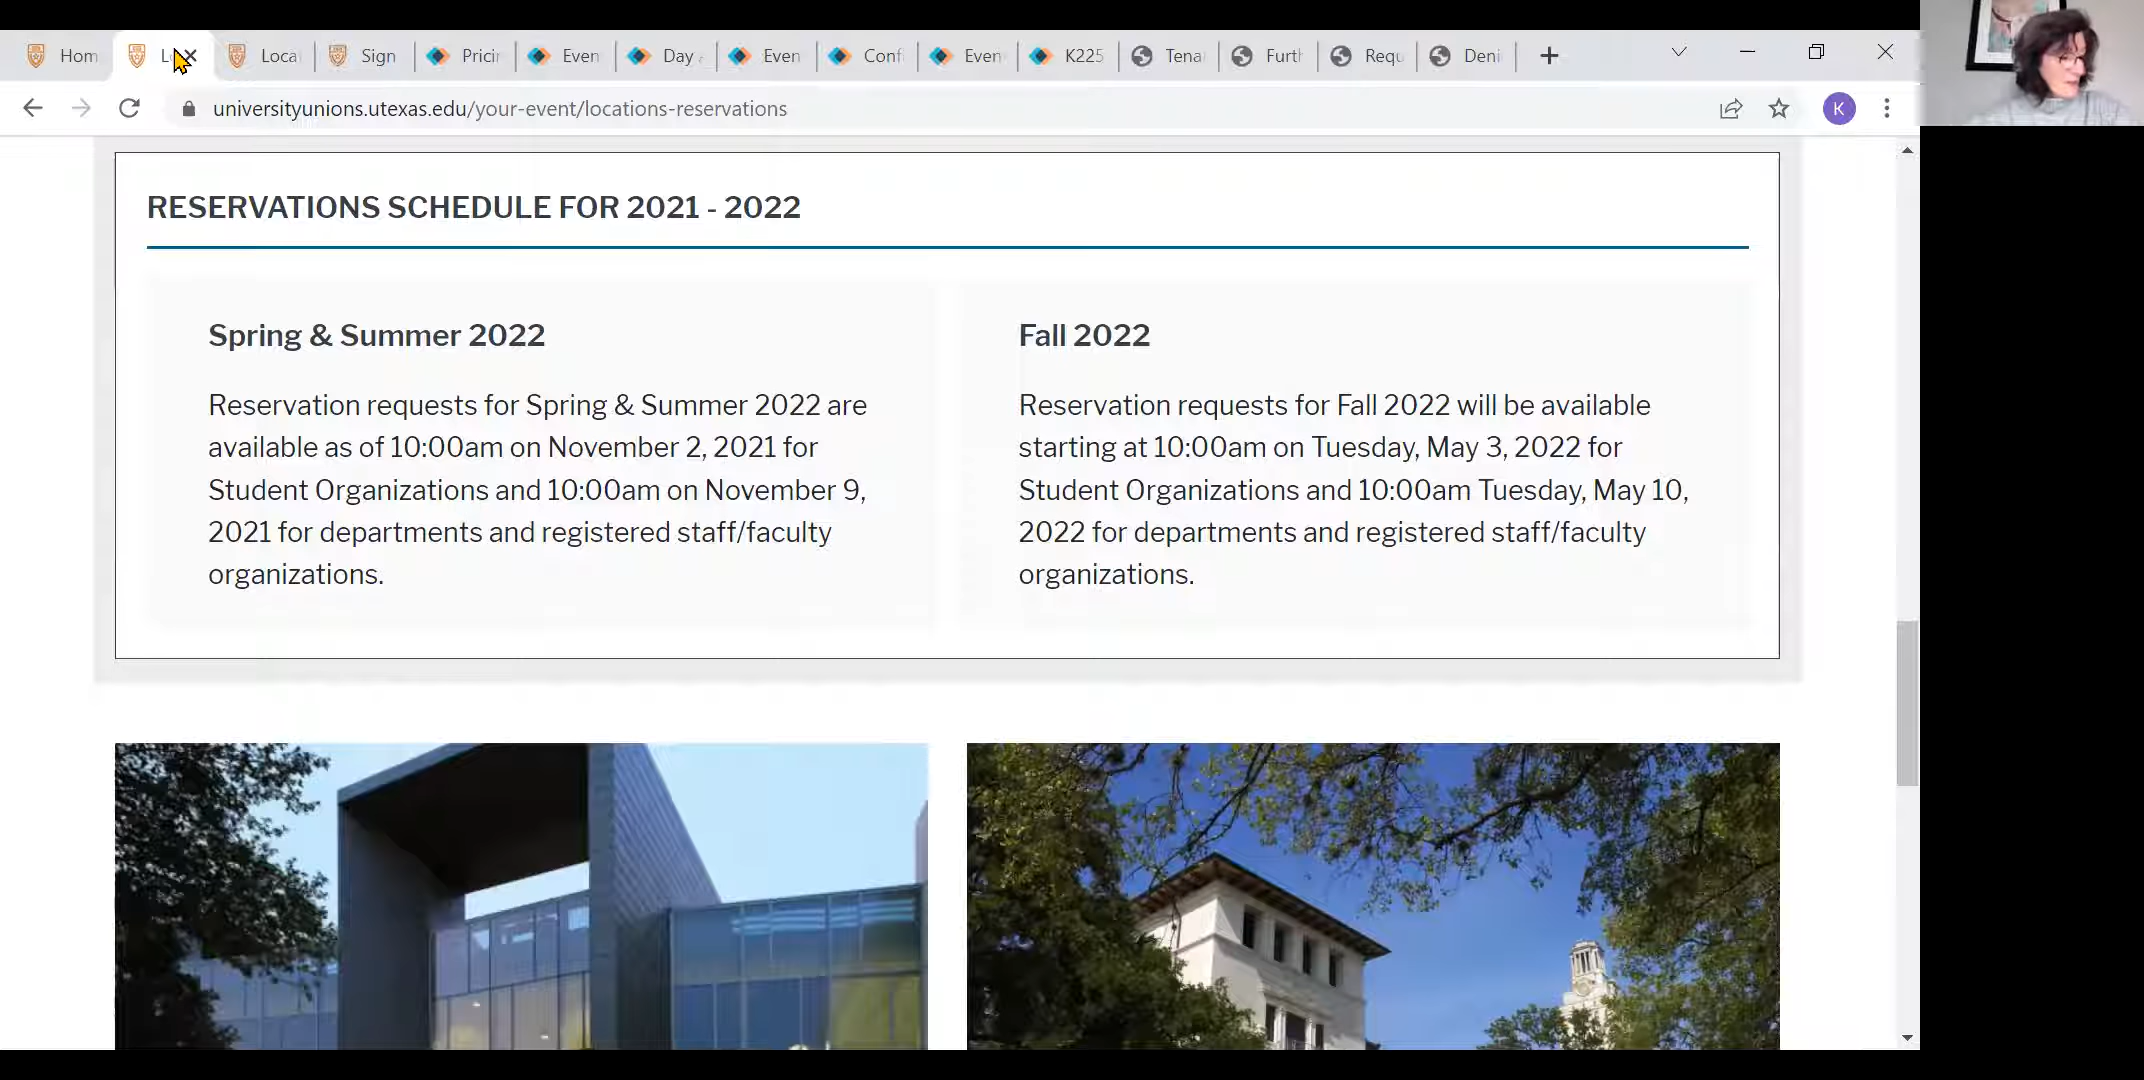 Hom
Loca
Sign
Pricin
Even
Day
Even
Conf
Even
K225
Tena
Furth
Requ
Deni
universityunions.utexas.edu/your-event/locations-reservations
K
RESERVATIONS SCHEDULE FOR 2021 - 2022
Spring & Summer 2022
Reservation requests for Spring & Summer 2022 are
available as of 10:00am on November 2, 2021 for
Student Organizations and 10:00am on November 9,
2021 for departments and registered staff/faculty
organizations.
Fall 2022
Reservation requests for Fall 2022 will be available
starting at 10:00am on Tuesday, May 3, 2022 for
Student Organizations and 10:00am Tuesday, May 10,
2022 for departments and registered staff/faculty
organizations.